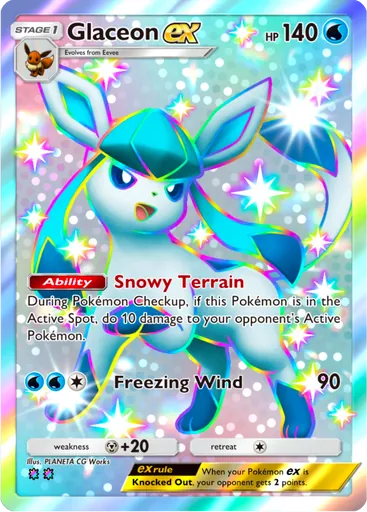 STAGE 1 Glaceon ex HP 140
Evolves from Eevee
Ability Snowy Terrain
During Pokémon Checkup, if this Pokémon is in the
Active Spot, do 10 damage to your opponent's Active
Pokémon.
Freezing Wind 90
weakness +20 retreat
Illus. PLANETA CG Works
ex rule When your Pokémon ex is
Knocked Out, your opponent gets 2 points.